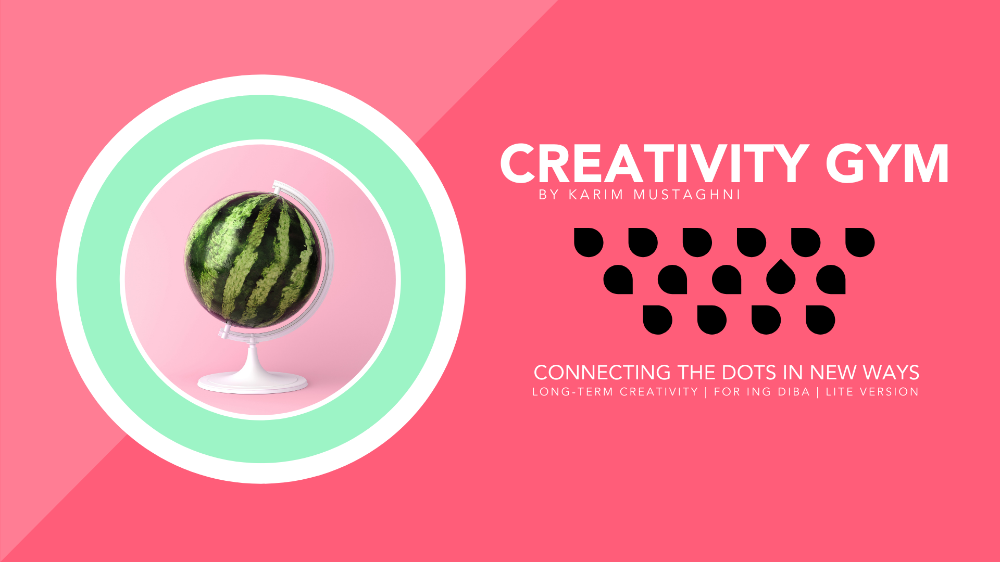 CREATIVITY GYM
BY KARIM MUSTAGHNI
CONNECTING THE DOTS IN NEW WAYS
LONG-TERM CREATIVITY | FOR ING DIBA | LITE VERSION